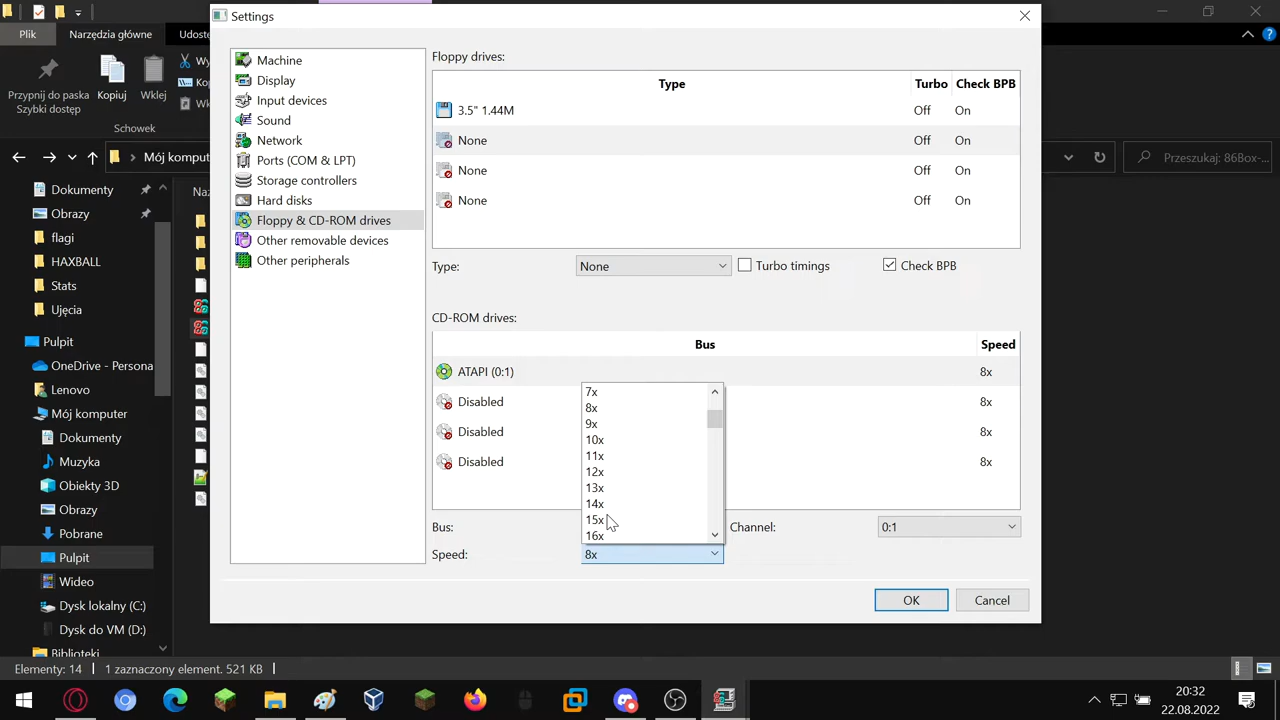 Settings
Plik
Narzędzia główne
Udostę
Przypnij do paska
Szybki dostęp
Kopiuj
Wklej
Wy
Kop
Wk
Schowek
Mój komput
Przeszukaj: 86Box-...
Dokumenty
Obrazy
flagi
HAXBALL
Stats
Ujęcia
Pulpit
OneDrive - Persona
Lenovo
Mój komputer
Dokumenty
Muzyka
Obiekty 3D
Obrazy
Pobrane
Pulpit
Wideo
Dysk lokalny (C:)
Dysk do VM (D:)
Biblioteki
Naz
Machine
Display
Input devices
Sound
Network
Ports (COM & LPT)
Storage controllers
Hard disks
Floppy & CD-ROM drives
Other removable devices
Other peripherals
Floppy drives:
Type Turbo Check BPB
3.5" 1.44M Off On
None Off On
None Off On
None Off On
Type: None Turbo timings Check BPB
CD-ROM drives:
Bus Speed
ATAPI (0:1) 8x
Disabled 8x
Disabled 8x
Disabled 8x
7x
8x
9x
10x
11x
12x
13x
14x
15x
16x
Bus: Channel: 0:1
Speed: 8x
OK Cancel
Elementy: 14 1 zaznaczony element. 521 KB
20:32
22.08.2022